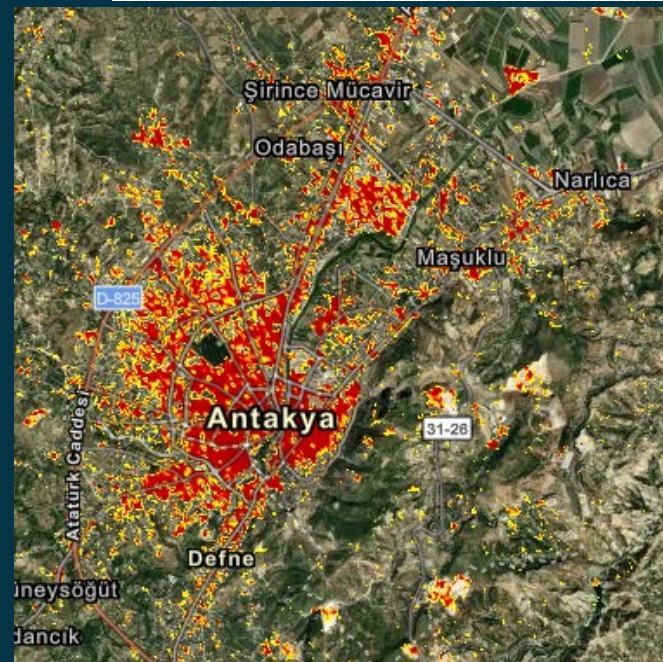 Şirince Mücavir
Odabaşı
Narlıca
Maşuklu
D-825
Antakya
31-26
Atatürk Caddesi
Defne
üneysöğüt
dancık